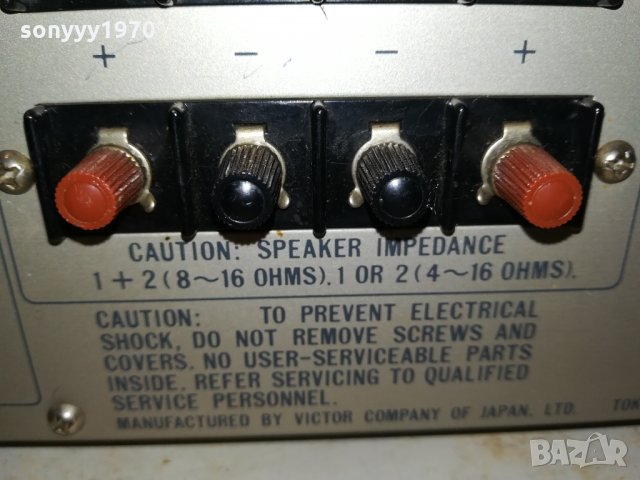 sonyyy1970
+ − − +
CAUTION: SPEAKER IMPEDANCE
1+2(8~16 OHMS). 1 OR 2(4~16 OHMS).
CAUTION: TO PREVENT ELECTRICAL
SHOCK, DO NOT REMOVE SCREWS AND
COVERS. NO USER-SERVICEABLE PARTS
INSIDE. REFER SERVICING TO QUALIFIED
SERVICE PERSONNEL.
MANUFACTURED BY VICTOR COMPANY OF JAPAN, LTD. TOK
BAZAR